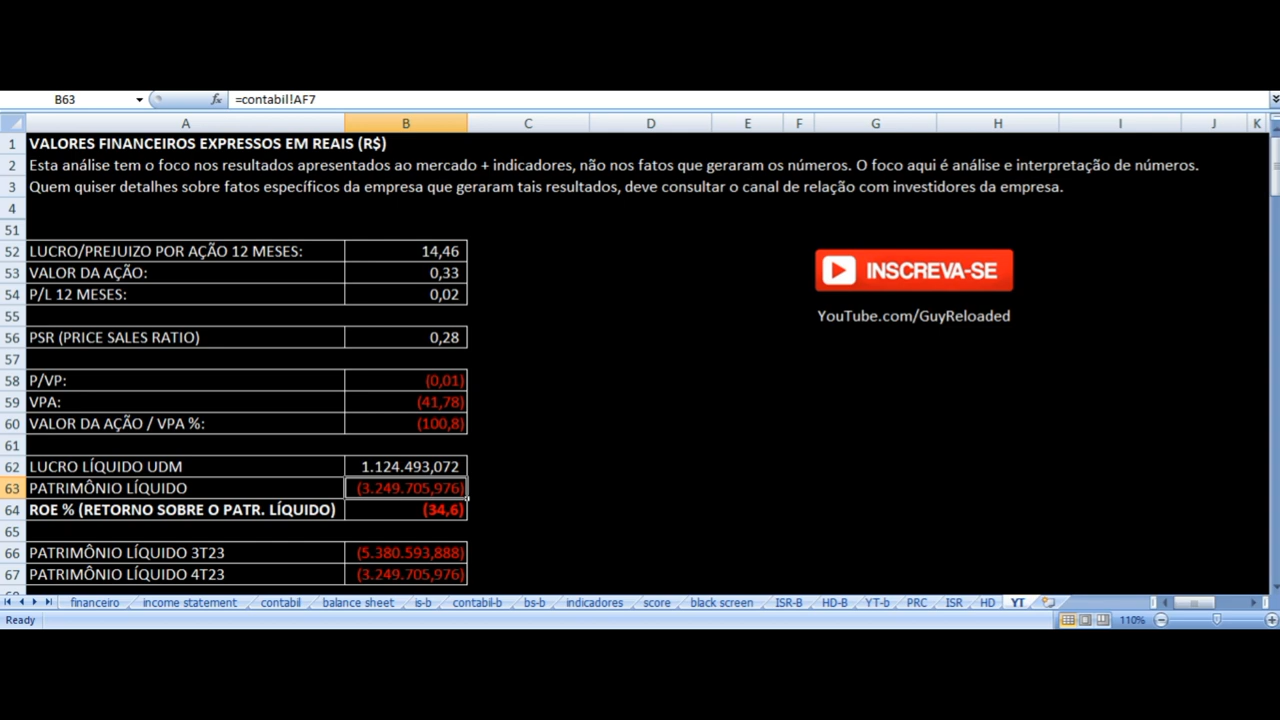 B63 fx =contabil!AF7
A B C D E F G H I J K
1 VALORES FINANCEIROS EXPRESSOS EM REAIS (R$)
2 Esta análise tem o foco nos resultados apresentados ao mercado + indicadores, não nos fatos que geraram os números. O foco aqui é análise e interpretação de números.
3 Quem quiser detalhes sobre fatos específicos da empresa que geraram tais resultados, deve consultar o canal de relação com investidores da empresa.
4
51
52 LUCRO/PREJUIZO POR AÇÃO 12 MESES: 14,46
53 VALOR DA AÇÃO: 0,33
INSCREVA-SE
54 P/L 12 MESES: 0,02
55
YouTube.com/GuyReloaded
56 PSR (PRICE SALES RATIO) 0,28
57
58 P/VP: (0,01)
59 VPA: (41,78)
60 VALOR DA AÇÃO / VPA %: (100,8)
61
62 LUCRO LÍQUIDO UDM 1.124.493,072
63 PATRIMÔNIO LÍQUIDO (3.249.705,976)
64 ROE % (RETORNO SOBRE O PATR. LÍQUIDO) (34,6)
65
66 PATRIMÔNIO LÍQUIDO 3T23 (5.380.593,888)
67 PATRIMÔNIO LÍQUIDO 4T23 (3.249.705,976)
financeiro income statement contabil balance sheet is-b contabil-b bs-b indicadores score black screen ISR-B HD-B YT-b PRC ISR HD YT
Ready 110%